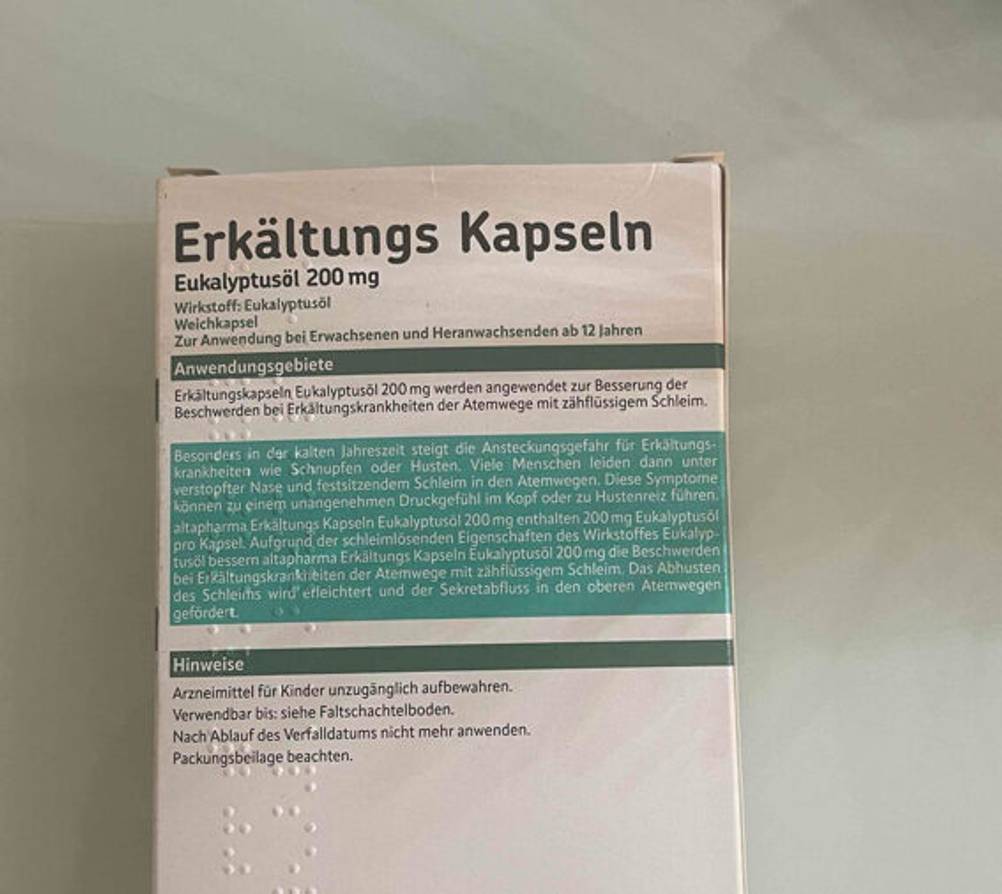 Erkältungs Kapseln
Eukalyptusöl 200 mg
Wirkstoff: Eukalyptusöl
Weichkapsel
Zur Anwendung bei Erwachsenen und Heranwachsenden ab 12 Jahren
Anwendungsgebiete
Erkältungskapseln Eukalyptusöl 200 mg werden angewendet zur Besserung der
Beschwerden bei Erkältungskrankheiten der Atemwege mit zähflüssigem Schleim.
Besonders in der kalten Jahreszeit steigt die Ansteckungsgefahr für Erkältungs-
krankheiten wie Schnupfen oder Husten. Viele Menschen leiden dann unter
verstopfter Nase und festsitzendem Schleim in den Atemwegen. Diese Symptome
können zu einem unangenehmen Druckgefühl im Kopf oder zu Hustenreiz führen.
altapharma Erkältungs Kapseln Eukalyptusöl 200 mg enthalten 200 mg Eukalyptusöl
pro Kapsel. Aufgrund der schleimlösenden Eigenschaften des Wirkstoffes Eukalyp-
tusöl bessern altapharma Erkältungs Kapseln Eukalyptusöl 200 mg die Beschwerden
bei Erkältungskrankheiten der Atemwege mit zähflüssigem Schleim. Das Abhusten
des Schleims wird erleichtert und der Sekretabfluss in den oberen Atemwegen
gefördert.
Hinweise
Arzneimittel für Kinder unzugänglich aufbewahren.
Verwendbar bis: siehe Faltschachtelboden.
Nach Ablauf des Verfalldatums nicht mehr anwenden.
Packungsbeilage beachten.